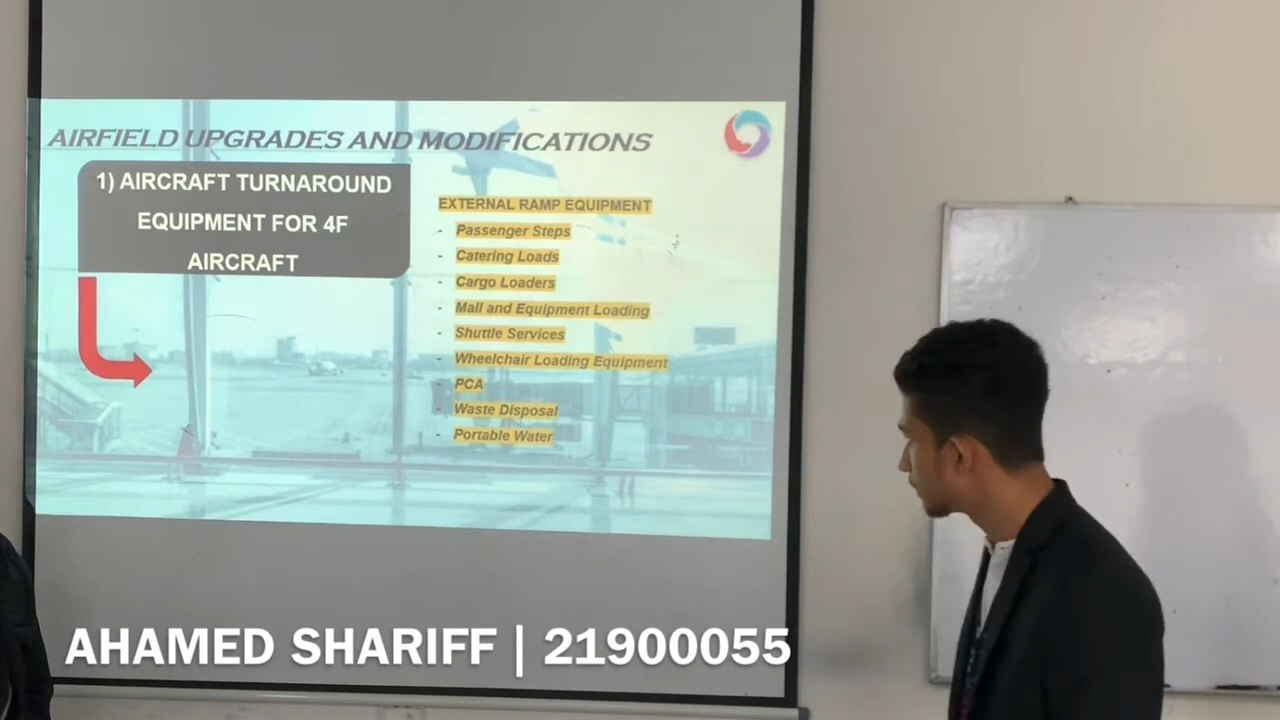 AIRFIELD UPGRADES AND MODIFICATIONS
1) AIRCRAFT TURNAROUND
EQUIPMENT FOR 4F
AIRCRAFT
EXTERNAL RAMP EQUIPMENT
- Passenger Steps
- Catering Loads
- Cargo Loaders
- Mail and Equipment Loading
- Shuttle Services
- Wheelchair Loading Equipment
- PCA
- Waste Disposal
- Portable Water
AHAMED SHARIFF | 21900055